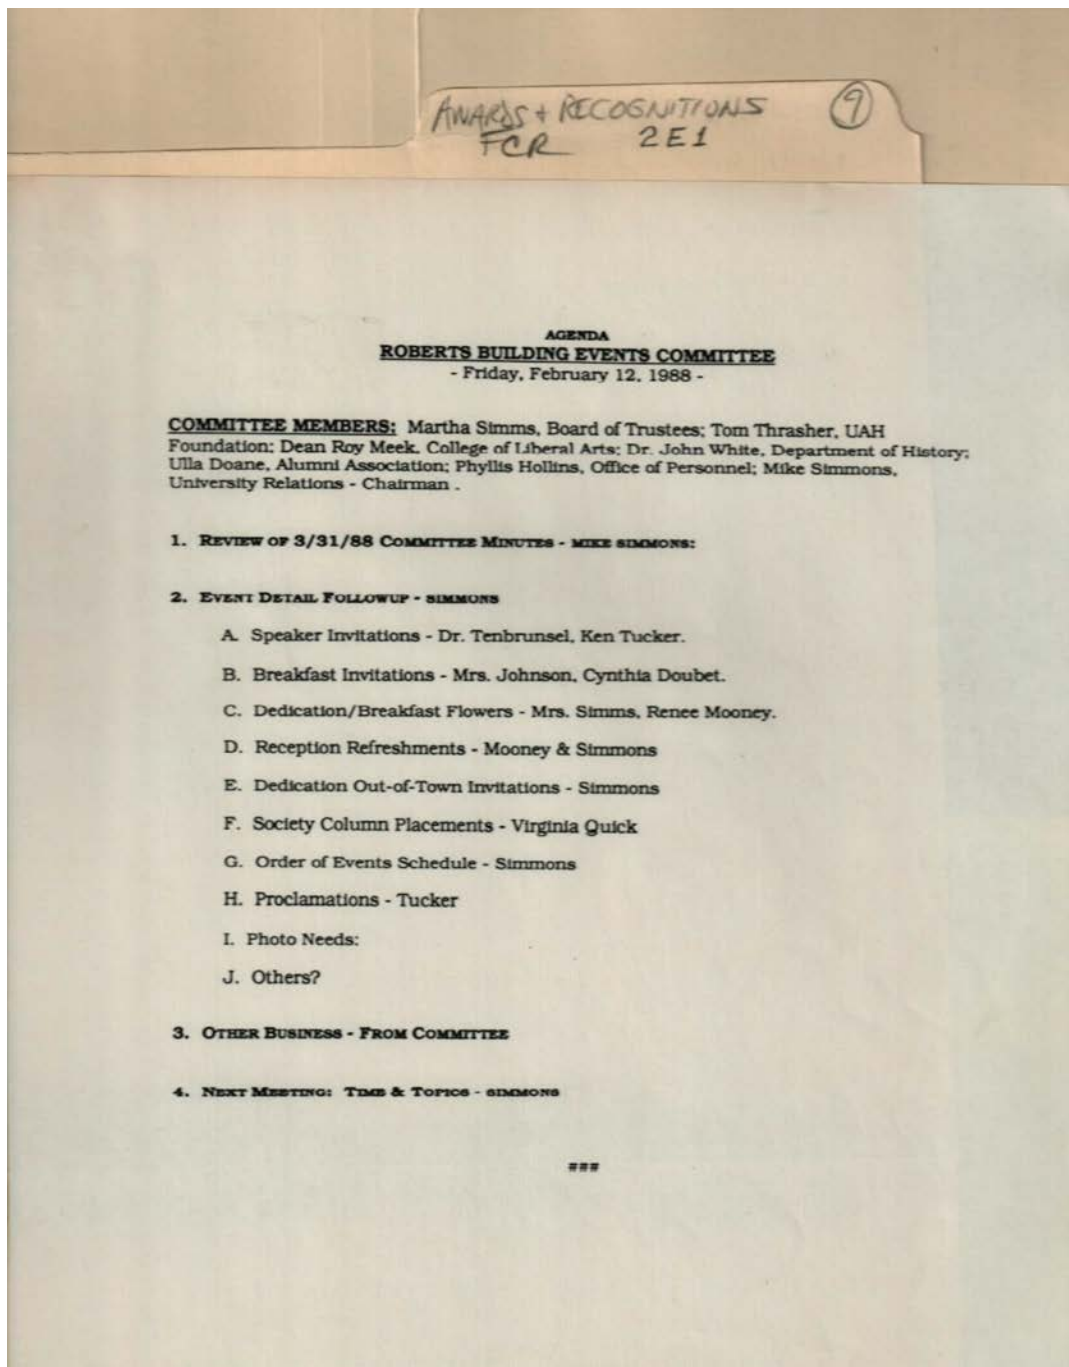 AWARDS + RECOGNITIONS 9
FCR 2E1
AGENDA
ROBERTS BUILDING EVENTS COMMITTEE
- Friday, February 12, 1988 -
COMMITTEE MEMBERS: Martha Simms, Board of Trustees; Tom Thrasher, UAH
Foundation; Dean Roy Meek, College of Liberal Arts; Dr. John White, Department of History;
Ulla Doane, Alumni Association; Phyllis Hollins, Office of Personnel; Mike Simmons,
University Relations - Chairman .
1. REVIEW OF 3/31/88 COMMITTEE MINUTES - MIKE SIMMONS:
2. EVENT DETAIL FOLLOWUP - SIMMONS
A. Speaker Invitations - Dr. Tenbrunsel, Ken Tucker.
B. Breakfast Invitations - Mrs. Johnson, Cynthia Doubet.
C. Dedication/Breakfast Flowers - Mrs. Simms, Renee Mooney.
D. Reception Refreshments - Mooney & Simmons
E. Dedication Out-of-Town Invitations - Simmons
F. Society Column Placements - Virginia Quick
G. Order of Events Schedule - Simmons
H. Proclamations - Tucker
I. Photo Needs:
J. Others?
3. OTHER BUSINESS - FROM COMMITTEE
4. NEXT MEETING: TIME & TOPICS - SIMMONS
###